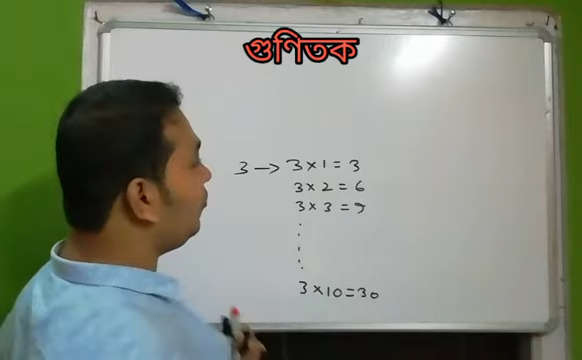 গুণিতক
3 → 3 × 1 = 3
3 × 2 = 6
3 × 3 = 9
3 × 10 = 30